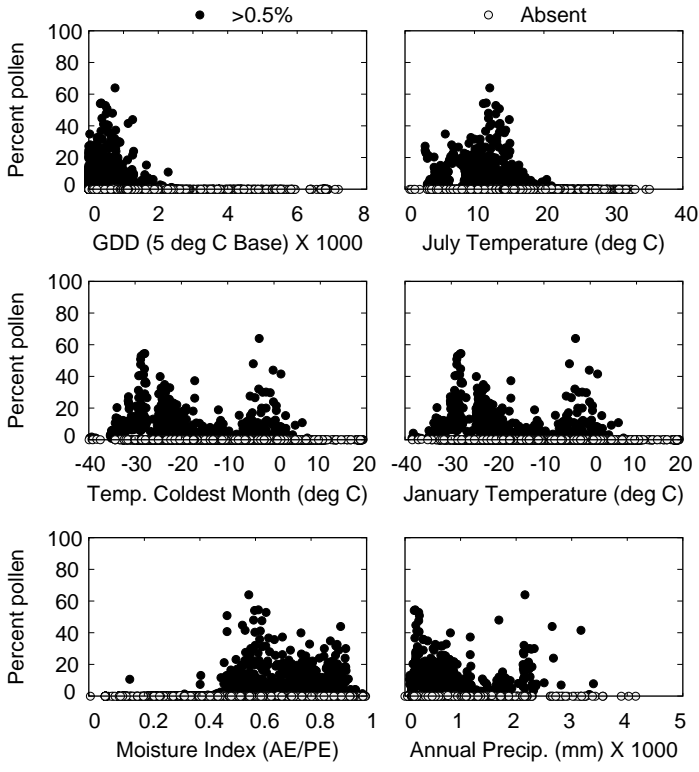 >0.5% Absent
Percent pollen
100
80
60
40
20
0
0 2 4 6 8
GDD (5 deg C Base) X 1000
0 10 20 30 40
July Temperature (deg C)
Percent pollen
100
80
60
40
20
0
-40 -30 -20 -10 0 10 20
Temp. Coldest Month (deg C)
-40 -30 -20 -10 0 10 20
January Temperature (deg C)
Percent pollen
100
80
60
40
20
0
0 0.2 0.4 0.6 0.8 1
Moisture Index (AE/PE)
0 1 2 3 4 5
Annual Precip. (mm) X 1000